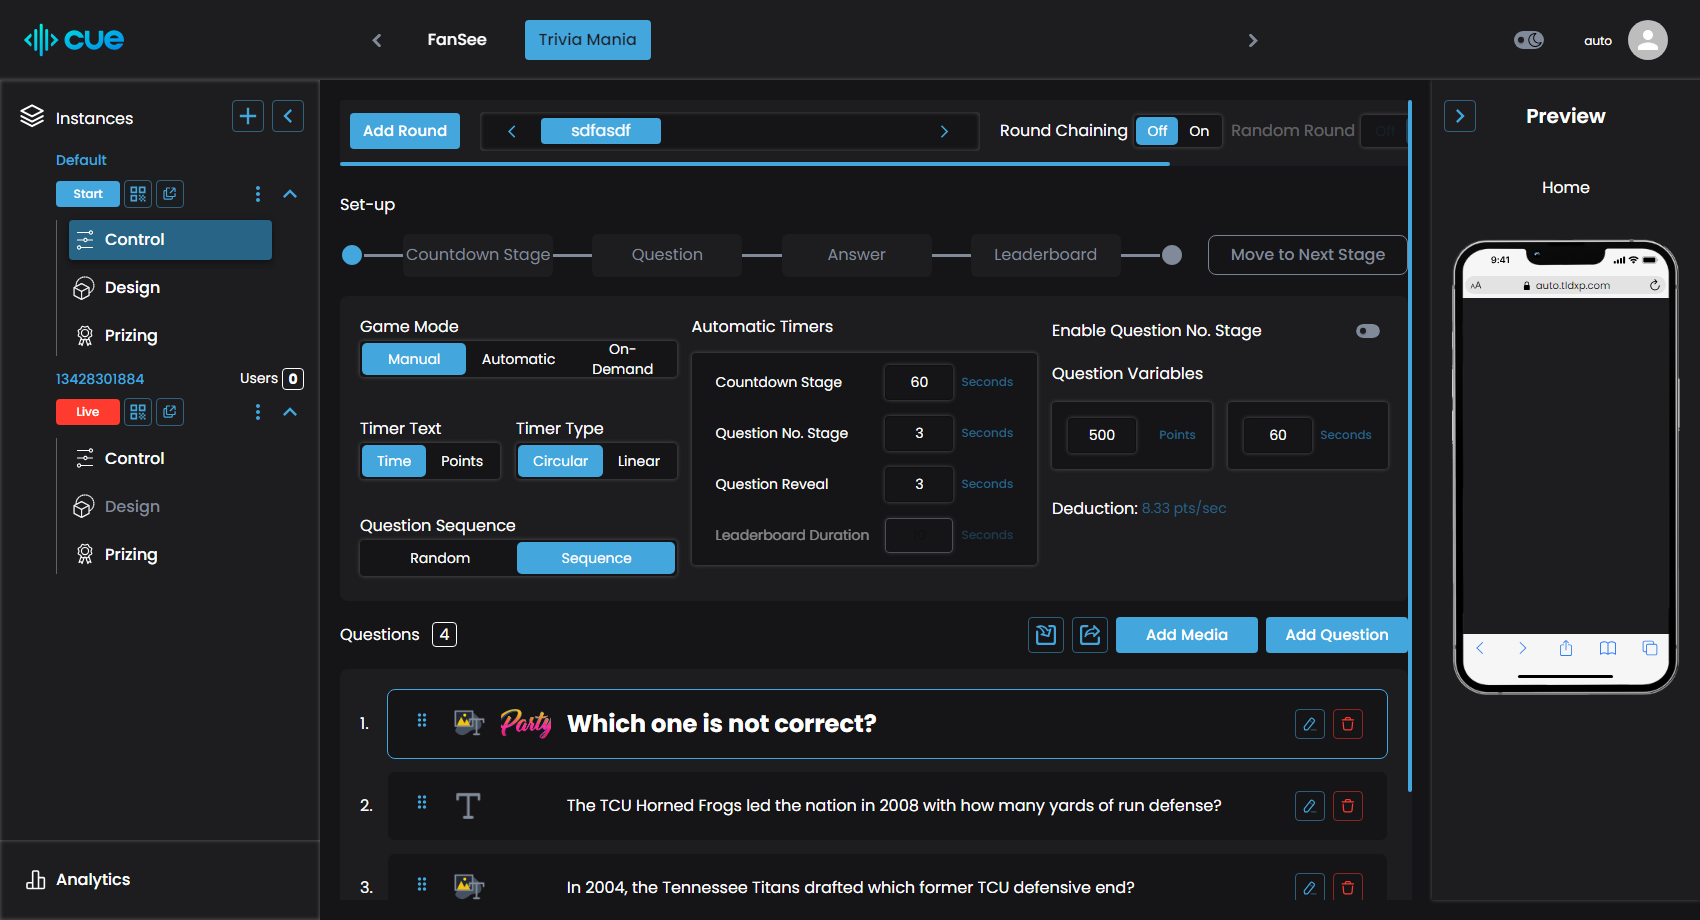 cue
FanSee
Trivia Mania
auto
Instances
Default
Start
Control
Design
Prizing
13428301884
Users 0
Live
Control
Design
Prizing
Analytics
Add Round
sdfasdf
Round Chaining
Off
On
Random Round
Off
Set-up
Countdown Stage
Question
Answer
Leaderboard
Move to Next Stage
Game Mode
Manual
Automatic
On-
Demand
Timer Text
Time
Points
Timer Type
Circular
Linear
Question Sequence
Random
Sequence
Automatic Timers
Countdown Stage 60 Seconds
Question No. Stage 3 Seconds
Question Reveal 3 Seconds
Leaderboard Duration Seconds
Enable Question No. Stage
Question Variables
500 Points
60 Seconds
Deduction: 8.33 pts/sec
Questions 4
Add Media
Add Question
1. Party Which one is not correct?
2. T The TCU Horned Frogs led the nation in 2008 with how many yards of run defense?
3. In 2004, the Tennessee Titans drafted which former TCU defensive end?
Preview
Home
9:41
AA auto.tldxp.com